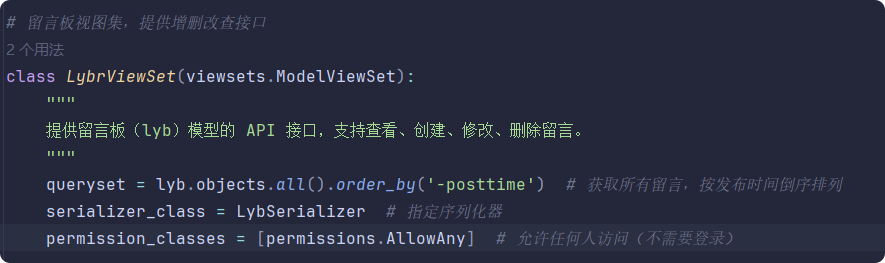 # 留言板视图集，提供增删改查接口
2 个用法
class LybrViewSet(viewsets.ModelViewSet):
"""
提供留言板（lyb）模型的 API 接口，支持查看、创建、修改、删除留言。
"""
queryset = lyb.objects.all().order_by('-posttime')  # 获取所有留言，按发布时间倒序排列
serializer_class = LybSerializer  # 指定序列化器
permission_classes = [permissions.AllowAny]  # 允许任何人访问（不需要登录）